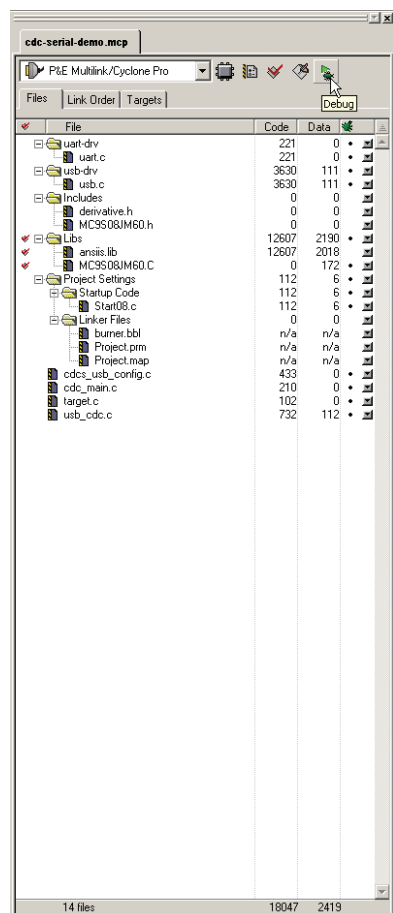 cdc-serial-demo.mcp
P&E Multilink/Cyclone Pro
Files Link Order Targets
Debug
File Code Data
uart-drv 221 0
uart.c 221 0
usb-drv 3630 111
usb.c 3630 111
Includes 0 0
derivative.h 0 0
MC9S08JM60.h 0 0
Libs 12607 2190
ansiis.lib 12607 2018
MC9S08JM60.C 0 172
Project Settings 112 6
Startup Code 112 6
Start08.c 112 6
Linker Files 0 0
burner.bbl n/a n/a
Project.prm n/a n/a
Project.map n/a n/a
cdcs_usb_config.c 433 0
cdc_main.c 210 0
target.c 102 0
usb_cdc.c 732 112
14 files 18047 2419